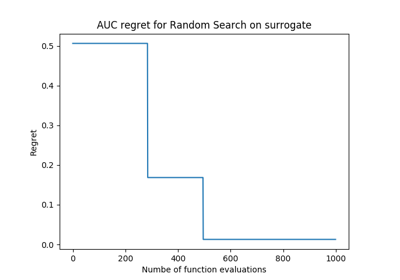 AUC regret for Random Search on surrogate
0.5
0.4
0.3
0.2
0.1
0.0
Regret
0 200 400 600 800 1000
Numbe of function evaluations